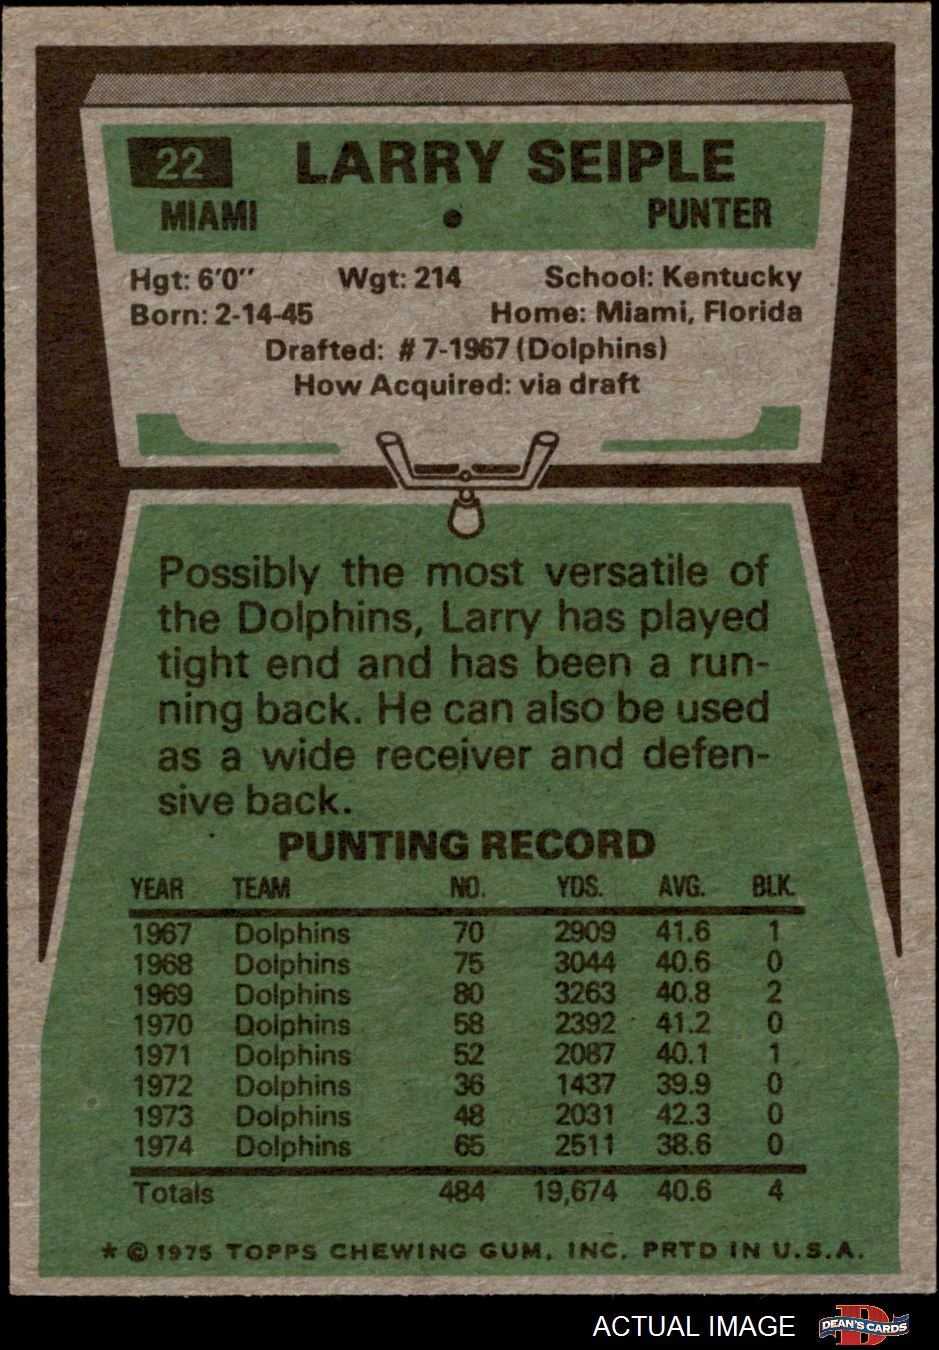 22 LARRY SEIPLE
MIAMI • PUNTER
Hgt: 6'0" Wgt: 214 School: Kentucky
Born: 2-14-45 Home: Miami, Florida
Drafted: #7-1967 (Dolphins)
How Acquired: via draft
Possibly the most versatile of
the Dolphins, Larry has played
tight end and has been a run-
ning back. He can also be used
as a wide receiver and defen-
sive back.
PUNTING RECORD
YEAR TEAM NO. YDS. AVG. BLK.
1967 Dolphins 70 2909 41.6 1
1968 Dolphins 75 3044 40.6 0
1969 Dolphins 80 3263 40.8 2
1970 Dolphins 58 2392 41.2 0
1971 Dolphins 52 2087 40.1 1
1972 Dolphins 36 1437 39.9 0
1973 Dolphins 48 2031 42.3 0
1974 Dolphins 65 2511 38.6 0
Totals 484 19,674 40.6 4
* © 1975 TOPPS CHEWING GUM, INC. PRTD IN U.S.A.
ACTUAL IMAGE DEAN'S CARDS